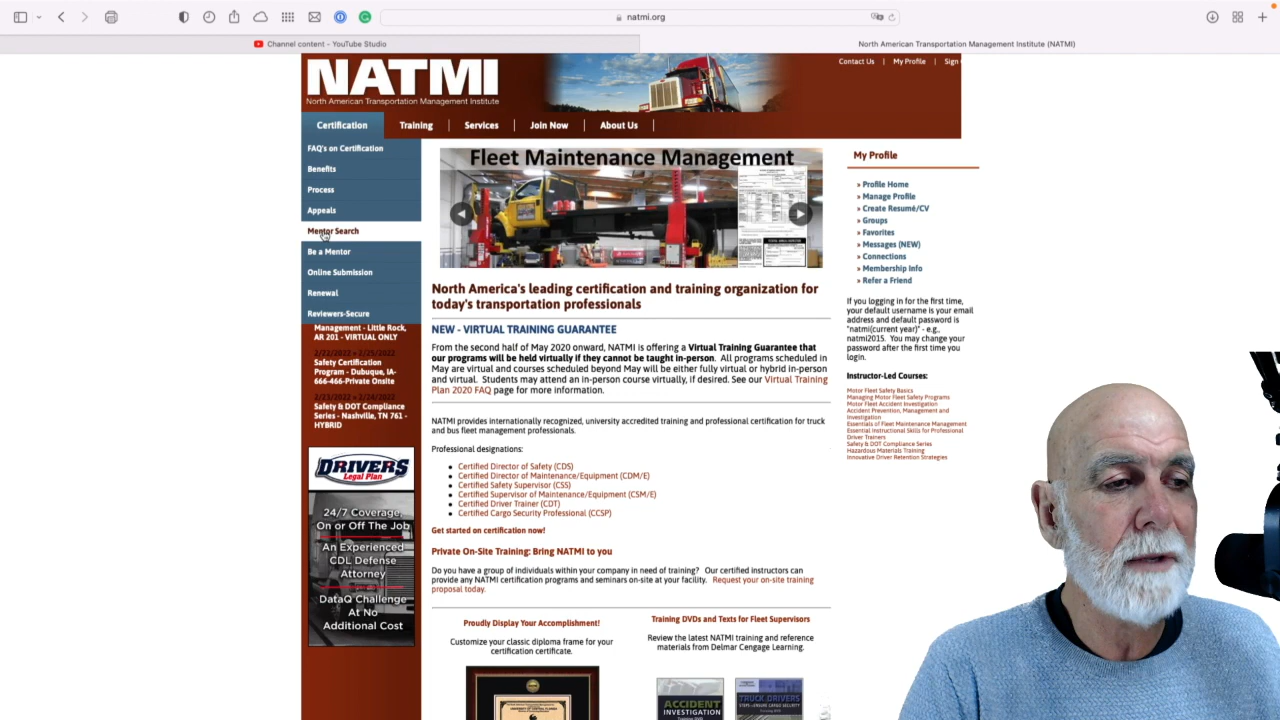 natmi.org
Channel content - YouTube Studio
North American Transportation Management Institute (NATMI)
NATMI
North American Transportation Management Institute
Contact Us | My Profile | Sign
Certification
Training
Services
Join Now
About Us
FAQ's on Certification
Benefits
Process
Appeals
Mentor Search
Be a Mentor
Online Submission
Renewal
Reviewers-Secure
Management - Little Rock,
AR 201 - VIRTUAL ONLY
2/22/2022 » 2/25/2022
Safety Certification
Program - Dubuque, IA-
666-466-Private Onsite
2/23/2022 » 2/24/2022
Safety & DOT Compliance
Series - Nashville, TN 761 -
HYBRID
DRIVERS
Legal Plan
24/7 Coverage,
On or Off The Job
An Experienced
CDL Defense
Attorney
DataQ Challenge
At No
Additional Cost
Fleet Maintenance Management
North America's leading certification and training organization for
today's transportation professionals
NEW - VIRTUAL TRAINING GUARANTEE
From the second half of May 2020 onward, NATMI is offering a Virtual Training Guarantee that
our programs will be held virtually if they cannot be taught in-person. All programs scheduled in
May are virtual and courses scheduled beyond May will be either fully virtual or hybrid in-person
and virtual. Students may attend an in-person course virtually, if desired. See our Virtual Training
Plan 2020 FAQ page for more information.
NATMI provides internationally recognized, university accredited training and professional certification for truck
and bus fleet management professionals.
Professional designations:
Certified Director of Safety (CDS)
Certified Director of Maintenance/Equipment (CDM/E)
Certified Safety Supervisor (CSS)
Certified Supervisor of Maintenance/Equipment (CSM/E)
Certified Driver Trainer (CDT)
Certified Cargo Security Professional (CCSP)
Get started on certification now!
Private On-Site Training: Bring NATMI to you
Do you have a group of individuals within your company in need of training? Our certified instructors can
provide any NATMI certification programs and seminars on-site at your facility. Request your on-site training
proposal today.
Proudly Display Your Accomplishment!
Customize your classic diploma frame for your
certification certificate.
Training DVDs and Texts for Fleet Supervisors
Review the latest NATMI training and reference
materials from Delmar Cengage Learning.
ACCIDENT
INVESTIGATION
TRUCK DRIVERS
My Profile
» Profile Home
» Manage Profile
» Create Resumé/CV
» Groups
» Favorites
» Messages (NEW)
» Connections
» Membership Info
» Refer a Friend
If you logging in for the first time,
your default username is your email
address and default password is
"natmi(current year)" - e.g.,
natmi2015. You may change your
password after the first time you
login.
Instructor-Led Courses:
Motor Fleet Safety Basics
Managing Motor Fleet Safety Programs
Motor Fleet Accident Investigation
Accident Prevention, Management and
Investigation
Essentials of Fleet Maintenance Management
Essential Instructional Skills for Professional
Driver Trainers
Safety & DOT Compliance Series
Hazardous Materials Training
Innovative Driver Retention Strategies